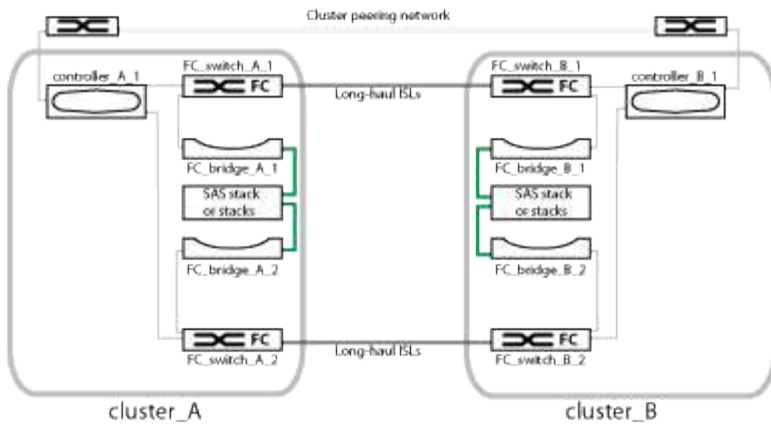 Cluster peering network
FC_switch_A_1
FC_switch_B_1
controller_A_1
controller_B_1
FC
FC
Long-haul ISLs
FC_bridge_A_1
FC_bridge_B_1
SAS stack
or stacks
SAS stack
or stacks
FC_bridge_A_2
FC_bridge_B_2
FC
FC
Long-haul ISLs
FC_switch_A_2
FC_switch_B_2
cluster_A
cluster_B